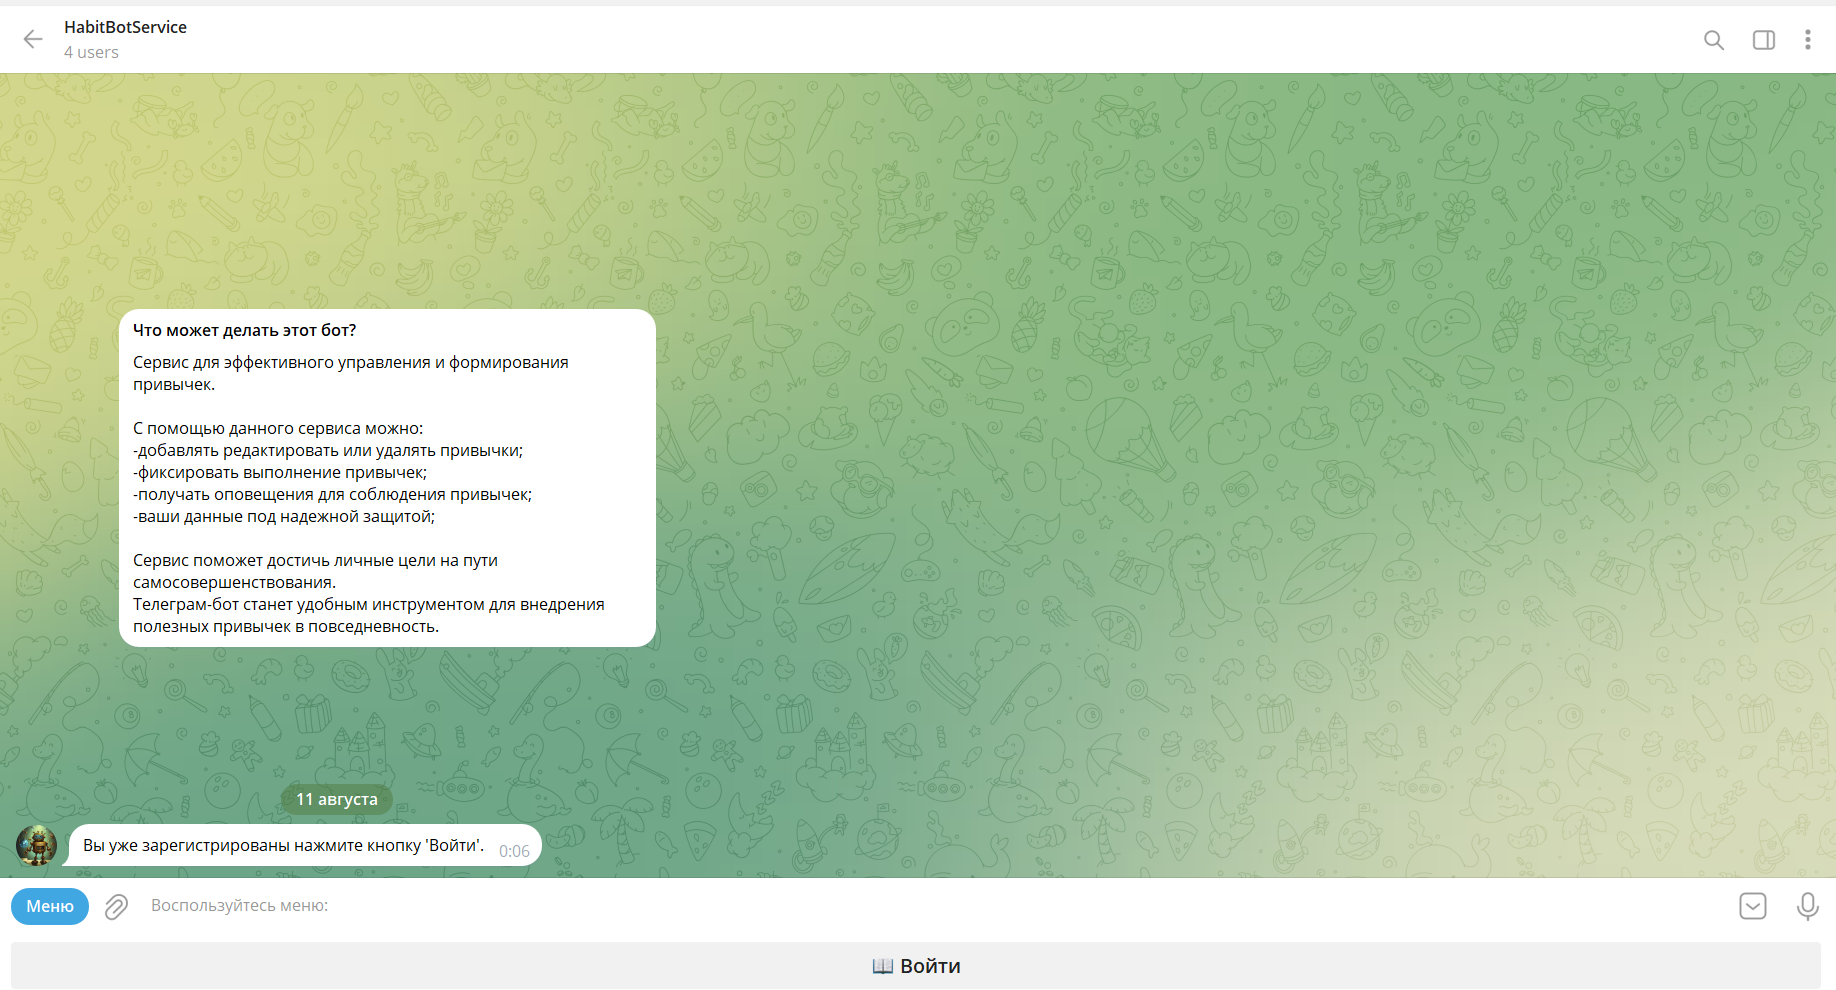 HabitBotService
4 users
Что может делать этот бот?
Сервис для эффективного управления и формирования
привычек.
С помощью данного сервиса можно:
-добавлять редактировать или удалять привычки;
-фиксировать выполнение привычек;
-получать оповещения для соблюдения привычек;
-ваши данные под надежной защитой;
Сервис поможет достичь личные цели на пути
самосовершенствования.
Телеграм-бот станет удобным инструментом для внедрения
полезных привычек в повседневность.
11 августа
Вы уже зарегистрированы нажмите кнопку 'Войти'. 0:06
Меню Воспользуйтесь меню:
📖 Войти